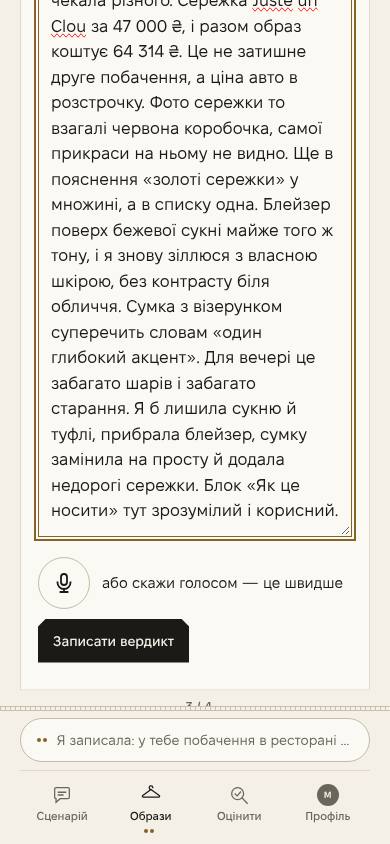 чекала різного. Сережка Juste un
Clou за 47 000 ₴, і разом образ
коштує 64 314 ₴. Це не затишне
друге побачення, а ціна авто в
розстрочку. Фото сережки то
взагалі червона коробочка, самої
прикраси на ньому не видно. Ще в
пояснення «золоті сережки» у
множині, а в списку одна. Блейзер
поверх бежевої сукні майже того ж
тону, і я знову зіллюся з власною
шкірою, без контрасту біля
обличчя. Сумка з візерунком
суперечить словам «один
глибокий акцент». Для вечері це
забагато шарів і забагато
старання. Я б лишила сукню й
туфлі, прибрала блейзер, сумку
замінила на просту й додала
недорогі сережки. Блок «Як це
носити» тут зрозумілий і корисний.
або скажи голосом — це швидше
Записати вердикт
3 / 4
Я записала: у тебе побачення в ресторані ...
Сценарій
Образи
Оцінити
М
Профіль